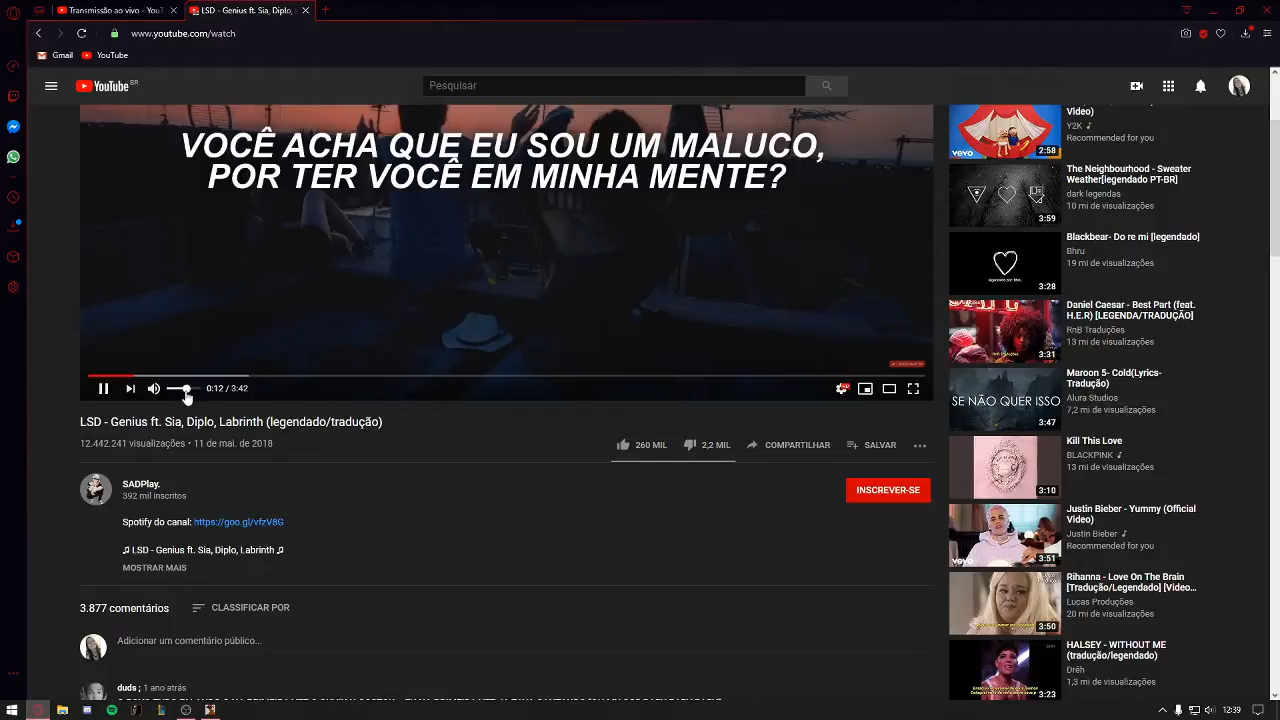 Transmissão ao vivo - YouT
LSD - Genius ft. Sia, Diplo,
www.youtube.com/watch
Gmail
YouTube
YouTube BR
Pesquisar
VOCÊ ACHA QUE EU SOU UM MALUCO,
POR TER VOCÊ EM MINHA MENTE?
0:12 / 3:42
LSD - Genius ft. Sia, Diplo, Labrinth (legendado/tradução)
12.442.241 visualizações • 11 de mai. de 2018
260 MIL
2,2 MIL
COMPARTILHAR
SALVAR
SADPlay.
392 mil inscritos
INSCREVER-SE
Spotify do canal: https://goo.gl/vfzV8G
♫ LSD - Genius ft. Sia, Diplo, Labrinth ♫
MOSTRAR MAIS
3.877 comentários
CLASSIFICAR POR
Adicionar um comentário público...
duds ; 1 ano atrás
vevo
2:58
Video)
Y2K
Recommended for you
3:59
The Neighbourhood - Sweater
Weather[legendado PT-BR]
dark legendas
10 mi de visualizações
3:28
Blackbear- Do re mi [legendado]
Bhru
19 mi de visualizações
3:31
Daniel Caesar - Best Part (feat.
H.E.R) [LEGENDA/TRADUÇÃO]
RnB Traduções
13 mi de visualizações
SE NÃO QUER ISSO
3:47
Maroon 5- Cold(Lyrics-
Tradução)
Alura Studios
7,2 mi de visualizações
3:10
Kill This Love
BLACKPINK
13 mi de visualizações
vevo
3:51
Justin Bieber - Yummy (Official
Video)
Justin Bieber
Recommended for you
3:50
Rihanna - Love On The Brain
[Tradução/Legendado] [Video...
Lucas Produções
20 mi de visualizações
3:23
HALSEY - WITHOUT ME
(tradução/legendado)
Drëh
1,3 mi de visualizações
12:39